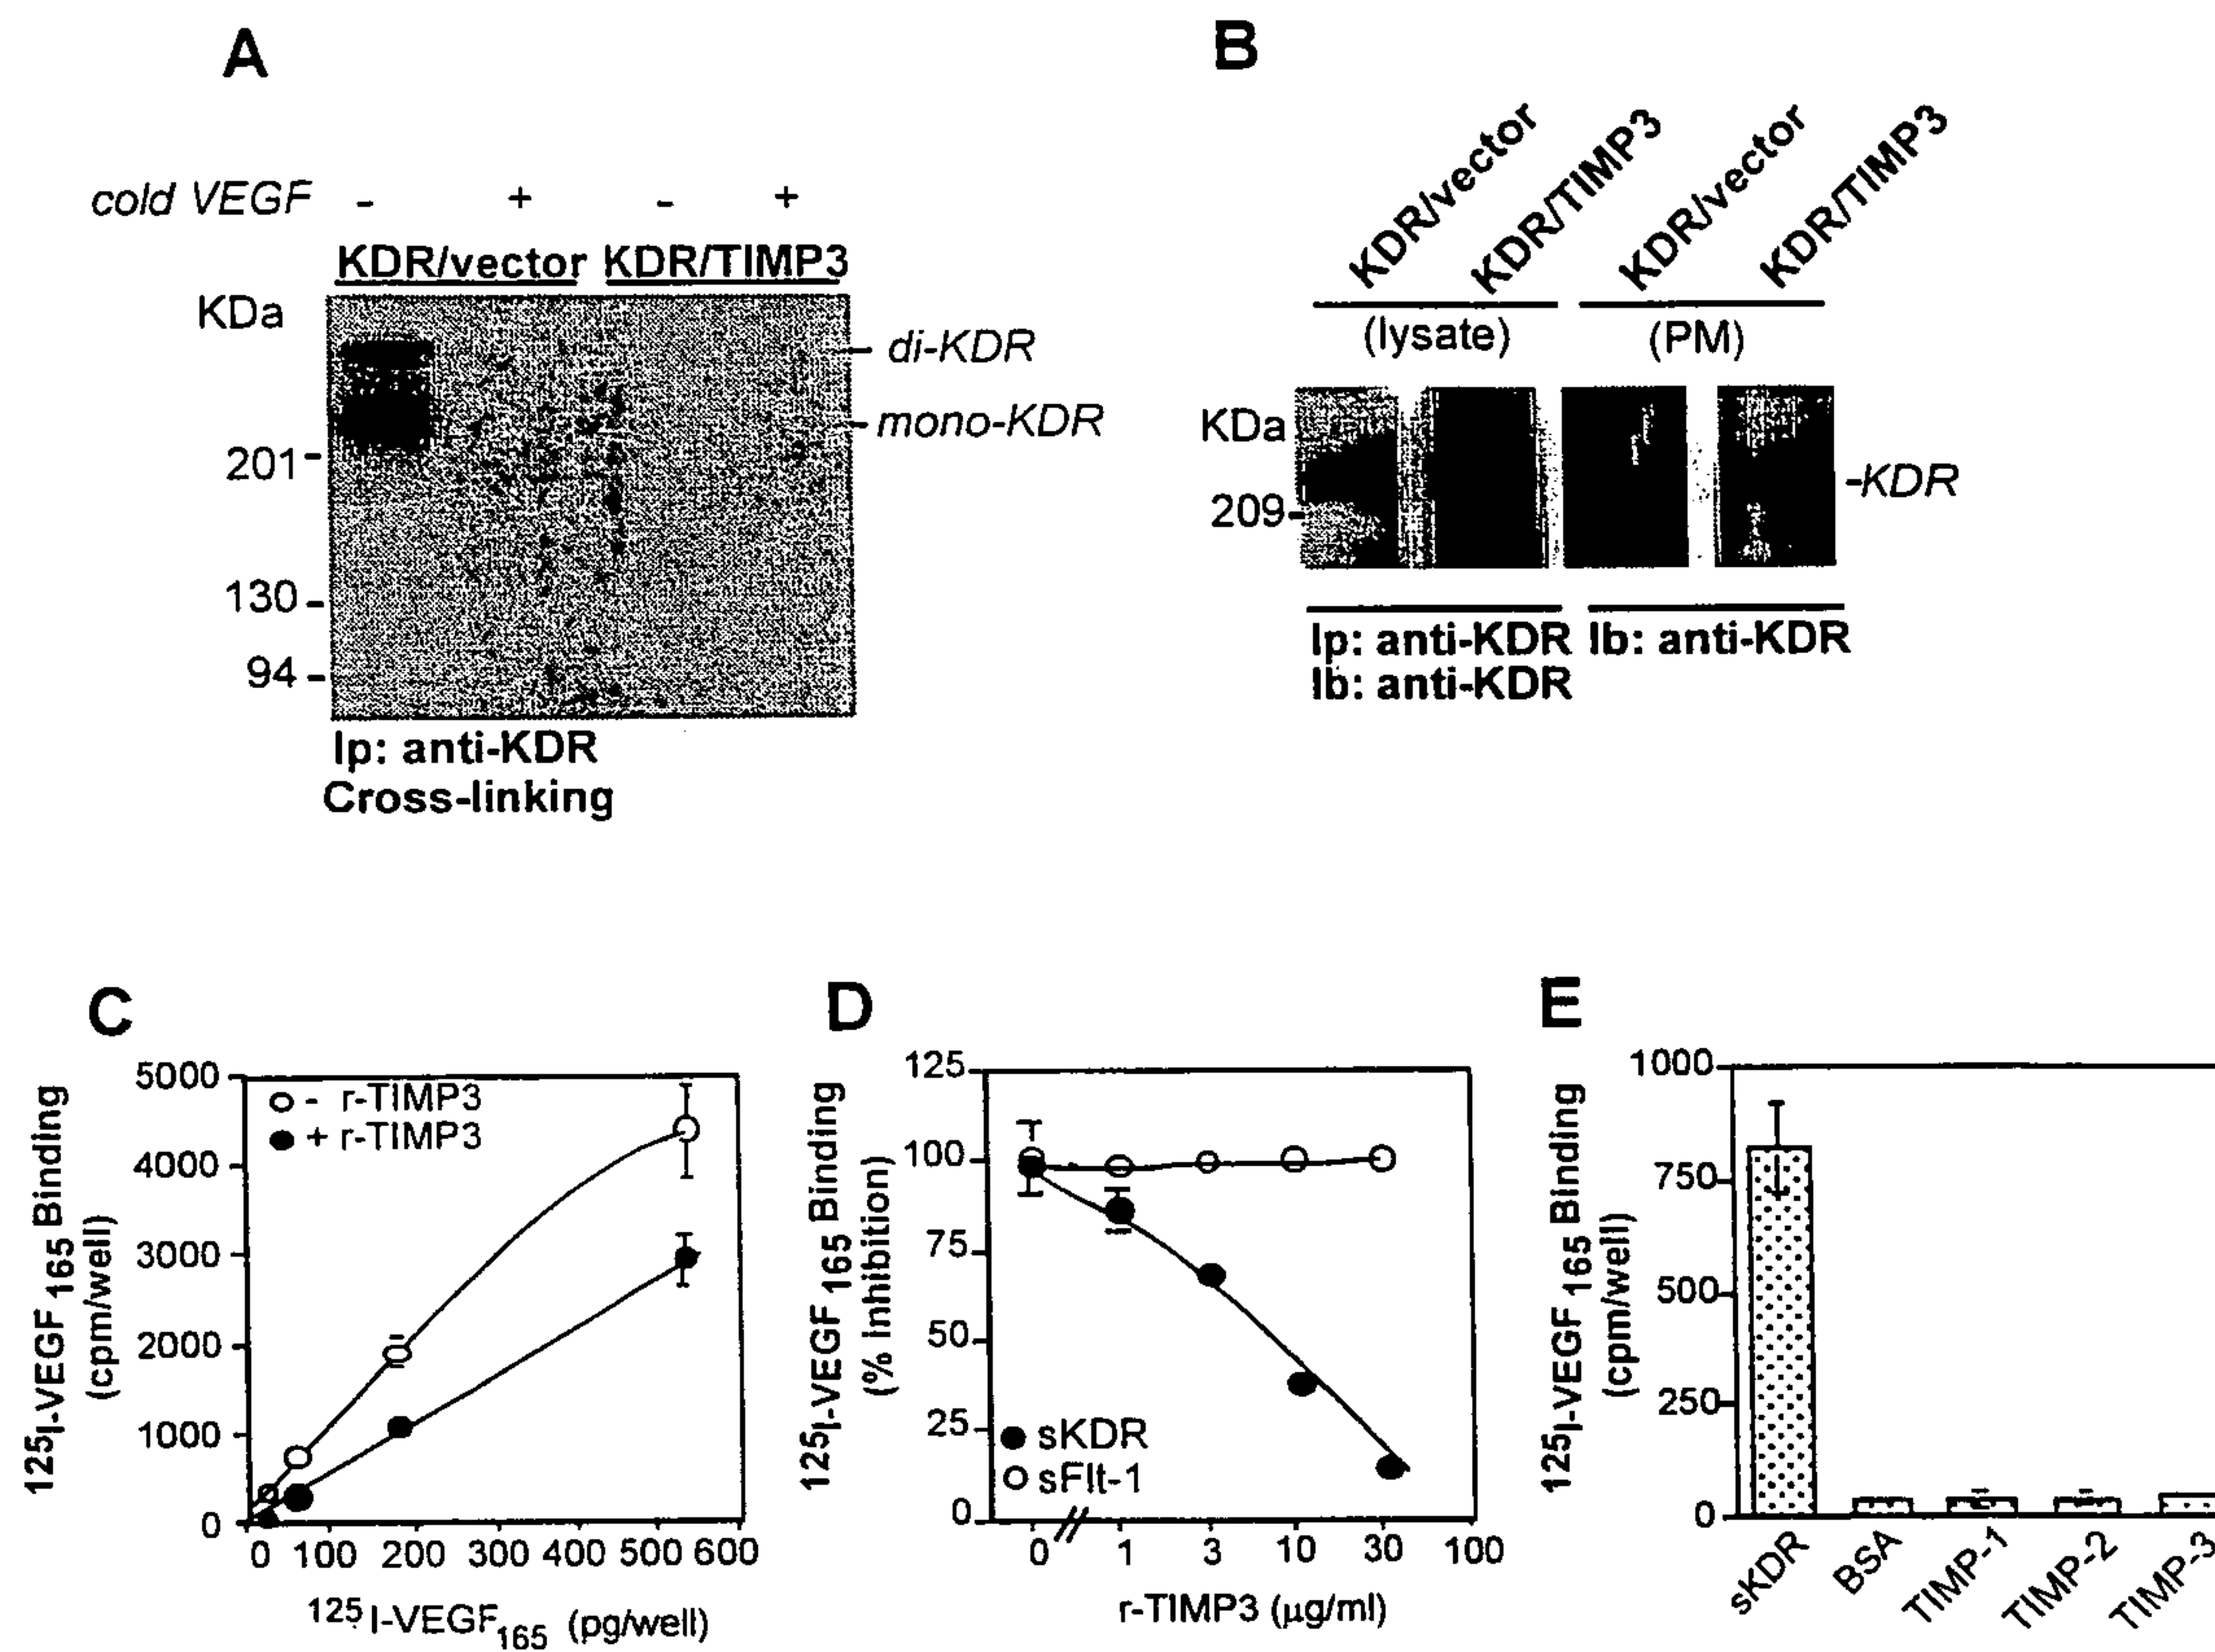 A
cold VEGF - + - +
KDR/vector KDR/TIMP3
KDa
di-KDR
mono-KDR
201
130
94
Ip: anti-KDR
Cross-linking
B
KDR/vector
KDR/TIMP3
KDR/vector
KDR/TIMP3
(lysate) (PM)
KDa
-KDR
209
Ip: anti-KDR Ib: anti-KDR
Ib: anti-KDR
C
125I-VEGF165 Binding
(cpm/well)
5000
4000
3000
2000
1000
0
- r-TIMP3
+ r-TIMP3
0 100 200 300 400 500 600
125I-VEGF165 (pg/well)
D
125I-VEGF165 Binding
(% Inhibition)
125
100
75
50
25
0
sKDR
sFlt-1
0 1 3 10 30 100
r-TIMP3 (µg/ml)
E
125I-VEGF165 Binding
(cpm/well)
1000
750
500
250
0
sKDR
BSA
TIMP-1
TIMP-2
TIMP-3